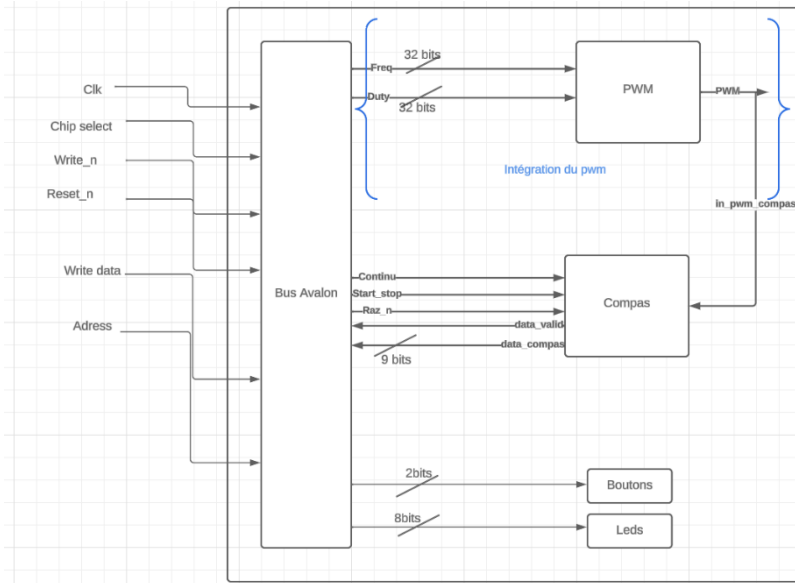 32 bits
Freq
PWM
PWM
Clk
Duty
32 bits
Chip select
Write_n
Intégration du pwm
Reset_n
in_pwm_compas
Write data
Continu
Bus Avalon
Start_stop
Compas
Raz_n
Adress
data_valid
data_compas
9 bits
2bits
Boutons
8bits
Leds